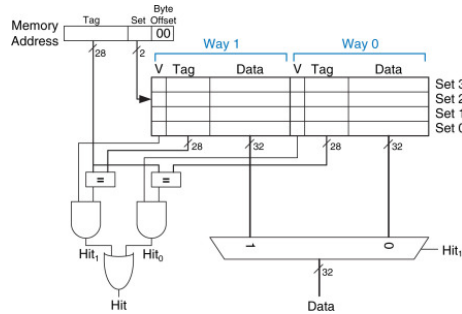 Byte
Memory Tag Set Offset
Address 00
28 2
Way 1 Way 0
V Tag Data V Tag Data
Set 3
Set 2
Set 1
Set 0
28 32 28 32
= =
1 0
Hit1 Hit0 Hit1
32
Hit Data